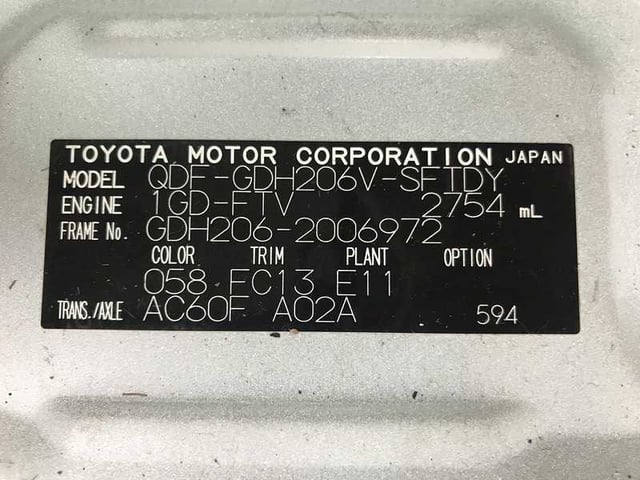 TOYOTA MOTOR CORPORATION JAPAN
MODEL QDF-GDH206V-SFTDY
ENGINE 1GD-FTV 2754 mL
FRAME No. GDH206-2006972
COLOR TRIM PLANT OPTION
058 FC13 E11
TRANS./AXLE AC60F A02A 594